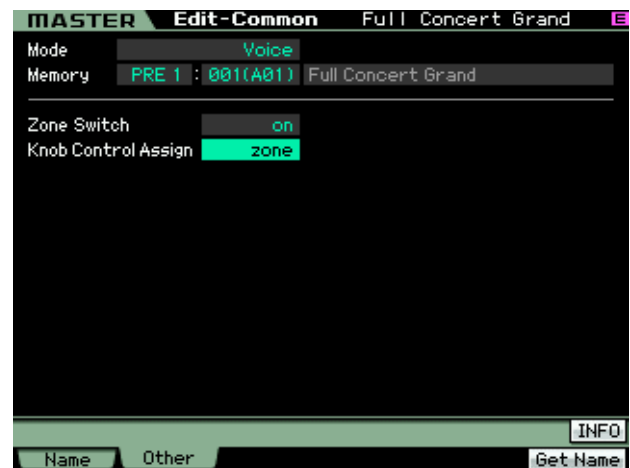 MASTER Edit-Common Full Concert Grand E
Mode Voice
Memory PRE 1 : 001(A01) Full Concert Grand
Zone Switch on
Knob Control Assign zone
INFO
Name Other Get Name